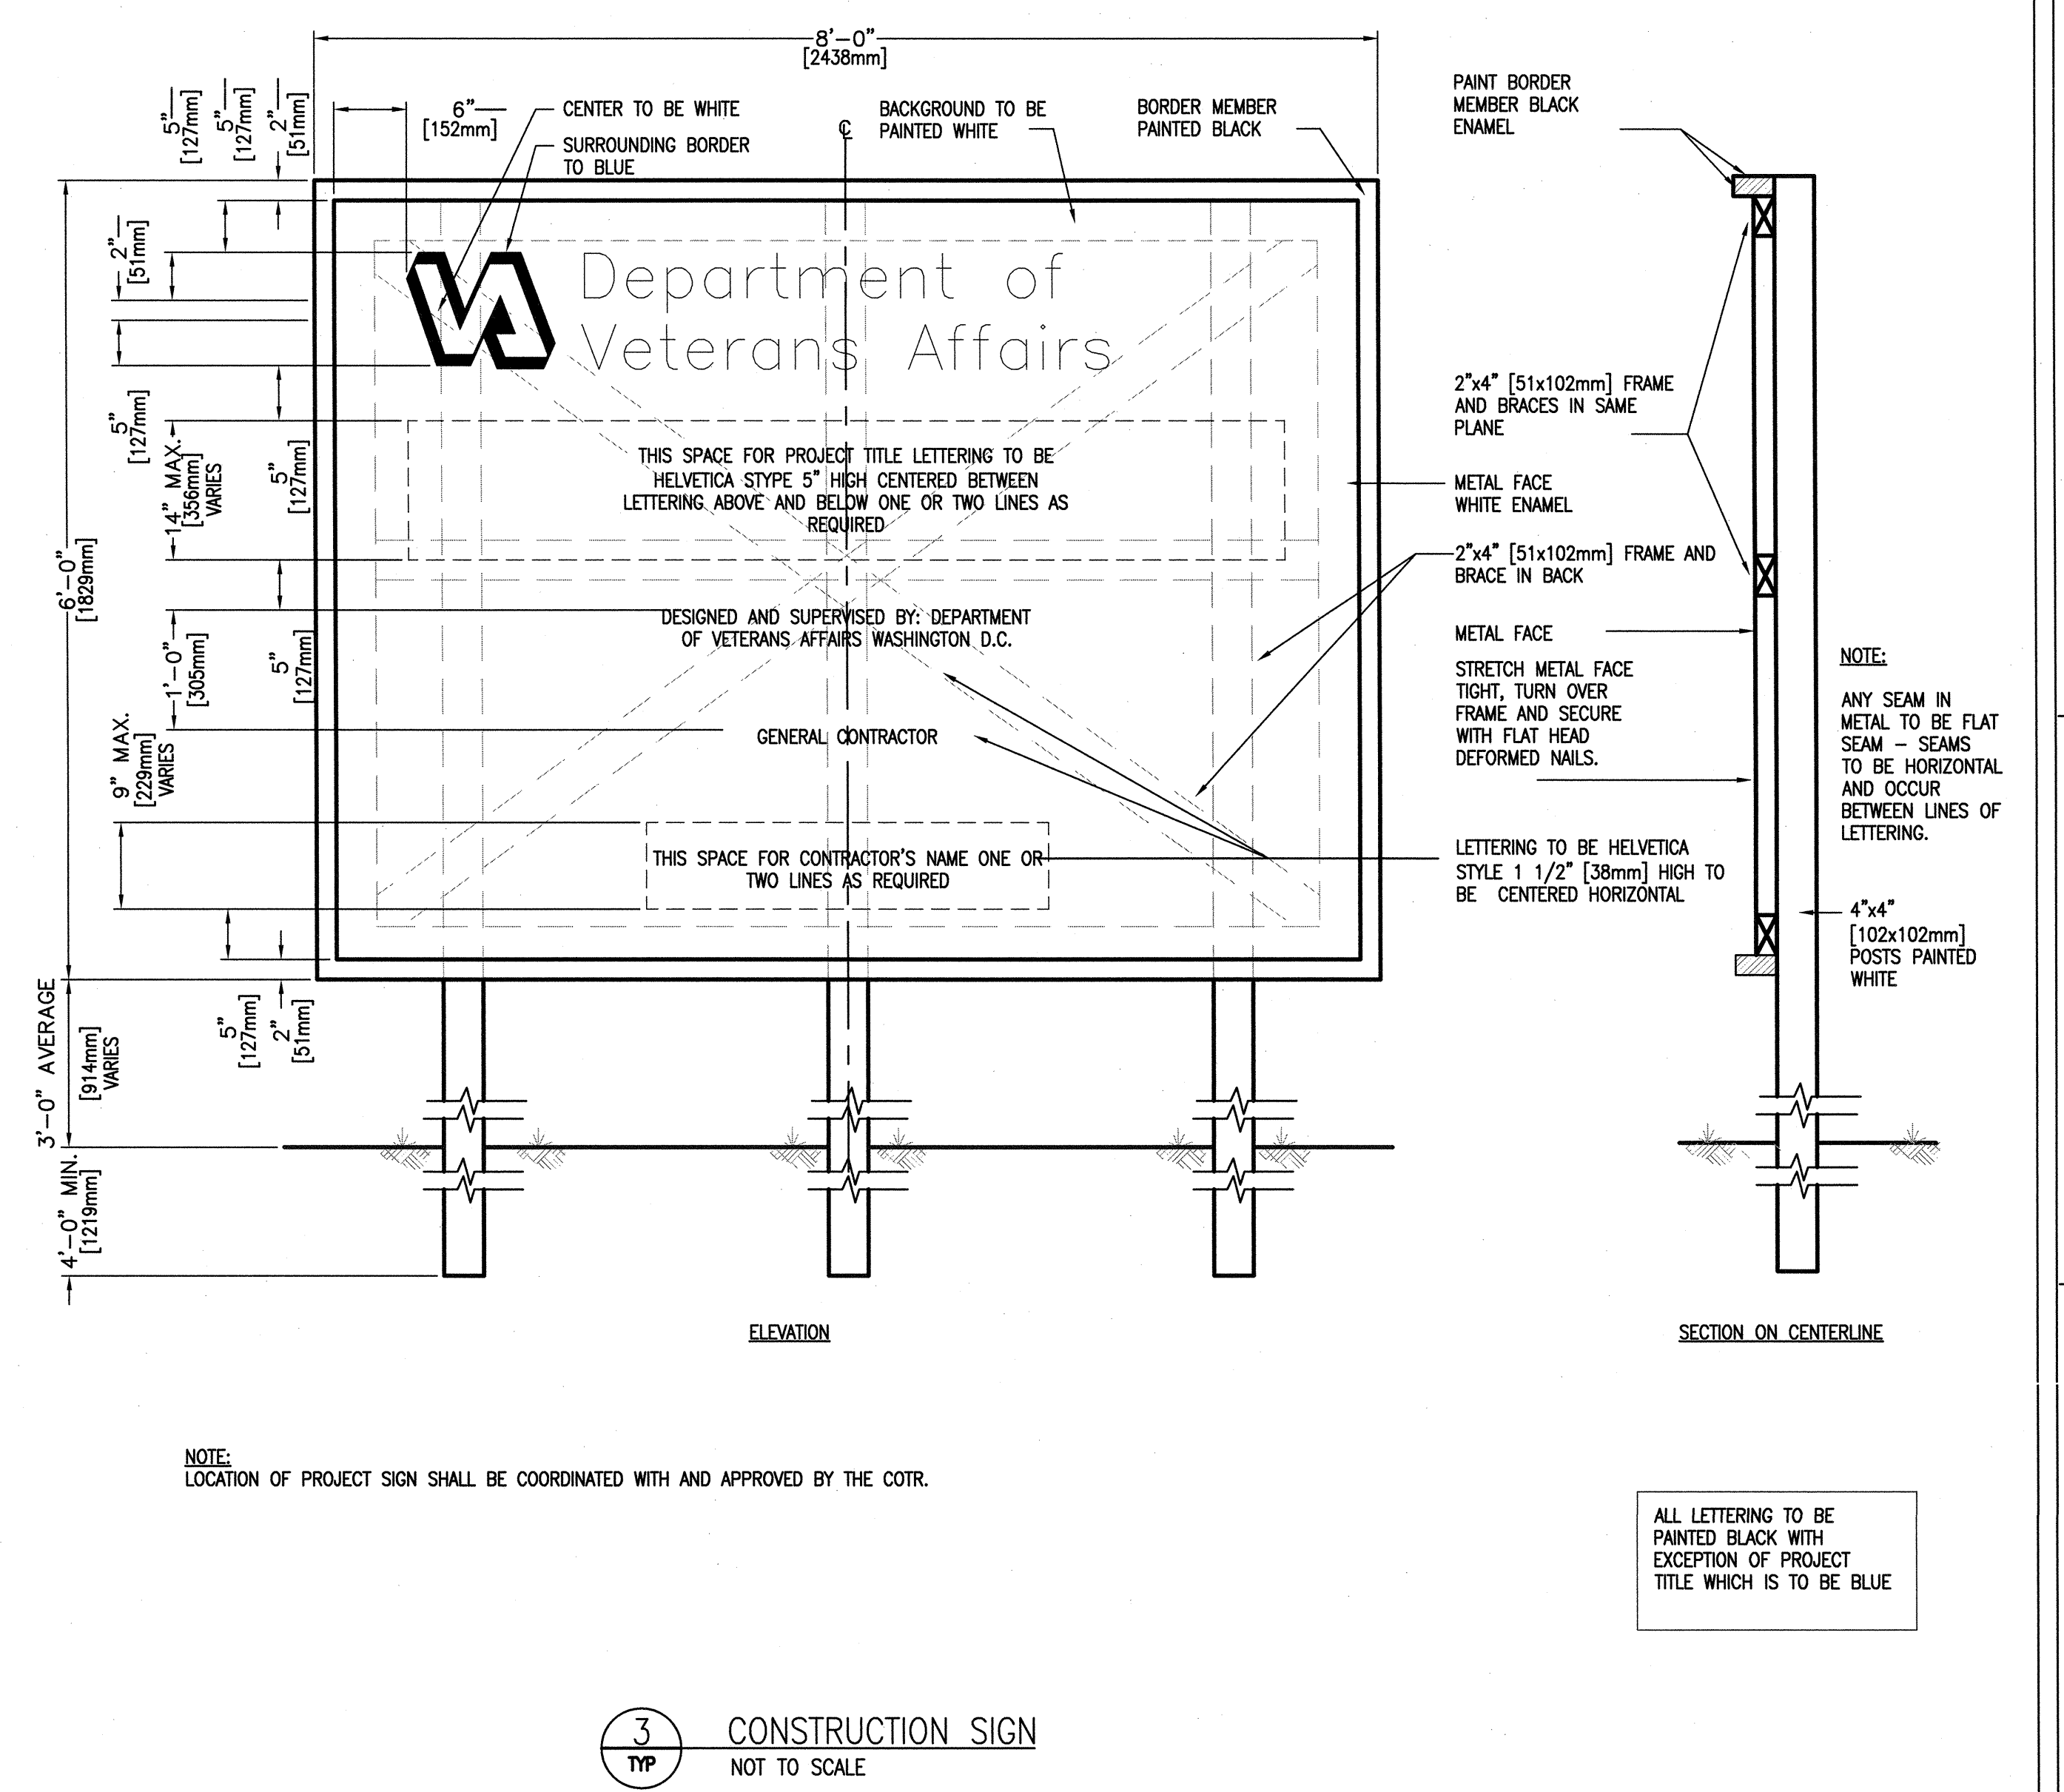 8'-0"
[2438mm]
5"
[127mm]
5"
[127mm]
2"
[51mm]
6"
[152mm]
CENTER TO BE WHITE
SURROUNDING BORDER
TO BLUE
℄
BACKGROUND TO BE
PAINTED WHITE
BORDER MEMBER
PAINTED BLACK
PAINT BORDER
MEMBER BLACK
ENAMEL
2"
[51mm]
VA
Department of
Veterans Affairs
5"
[127mm]
14" MAX.
[356mm]
VARIES
5"
[127mm]
6'-0"
[1829mm]
THIS SPACE FOR PROJECT TITLE LETTERING TO BE
HELVETICA STYPE 5" HIGH CENTERED BETWEEN
LETTERING ABOVE AND BELOW ONE OR TWO LINES AS
REQUIRED
2"x4" [51x102mm] FRAME
AND BRACES IN SAME
PLANE
METAL FACE
WHITE ENAMEL
2"x4" [51x102mm] FRAME AND
BRACE IN BACK
1'-0"
[305mm]
5"
[127mm]
DESIGNED AND SUPERVISED BY: DEPARTMENT
OF VETERANS AFFAIRS WASHINGTON D.C.
METAL FACE
STRETCH METAL FACE
TIGHT, TURN OVER
FRAME AND SECURE
WITH FLAT HEAD
DEFORMED NAILS.
NOTE:
ANY SEAM IN
METAL TO BE FLAT
SEAM - SEAMS
TO BE HORIZONTAL
AND OCCUR
BETWEEN LINES OF
LETTERING.
9" MAX.
[229mm]
VARIES
GENERAL CONTRACTOR
THIS SPACE FOR CONTRACTOR'S NAME ONE OR
TWO LINES AS REQUIRED
LETTERING TO BE HELVETICA
STYLE 1 1/2" [38mm] HIGH TO
BE CENTERED HORIZONTAL
4"x4"
[102x102mm]
POSTS PAINTED
WHITE
3'-0" AVERAGE
[914mm]
VARIES
5"
[127mm]
2"
[51mm]
4'-0" MIN.
[1219mm]
ELEVATION
SECTION ON CENTERLINE
NOTE:
LOCATION OF PROJECT SIGN SHALL BE COORDINATED WITH AND APPROVED BY THE COTR.
ALL LETTERING TO BE
PAINTED BLACK WITH
EXCEPTION OF PROJECT
TITLE WHICH IS TO BE BLUE
3
TYP
CONSTRUCTION SIGN
NOT TO SCALE